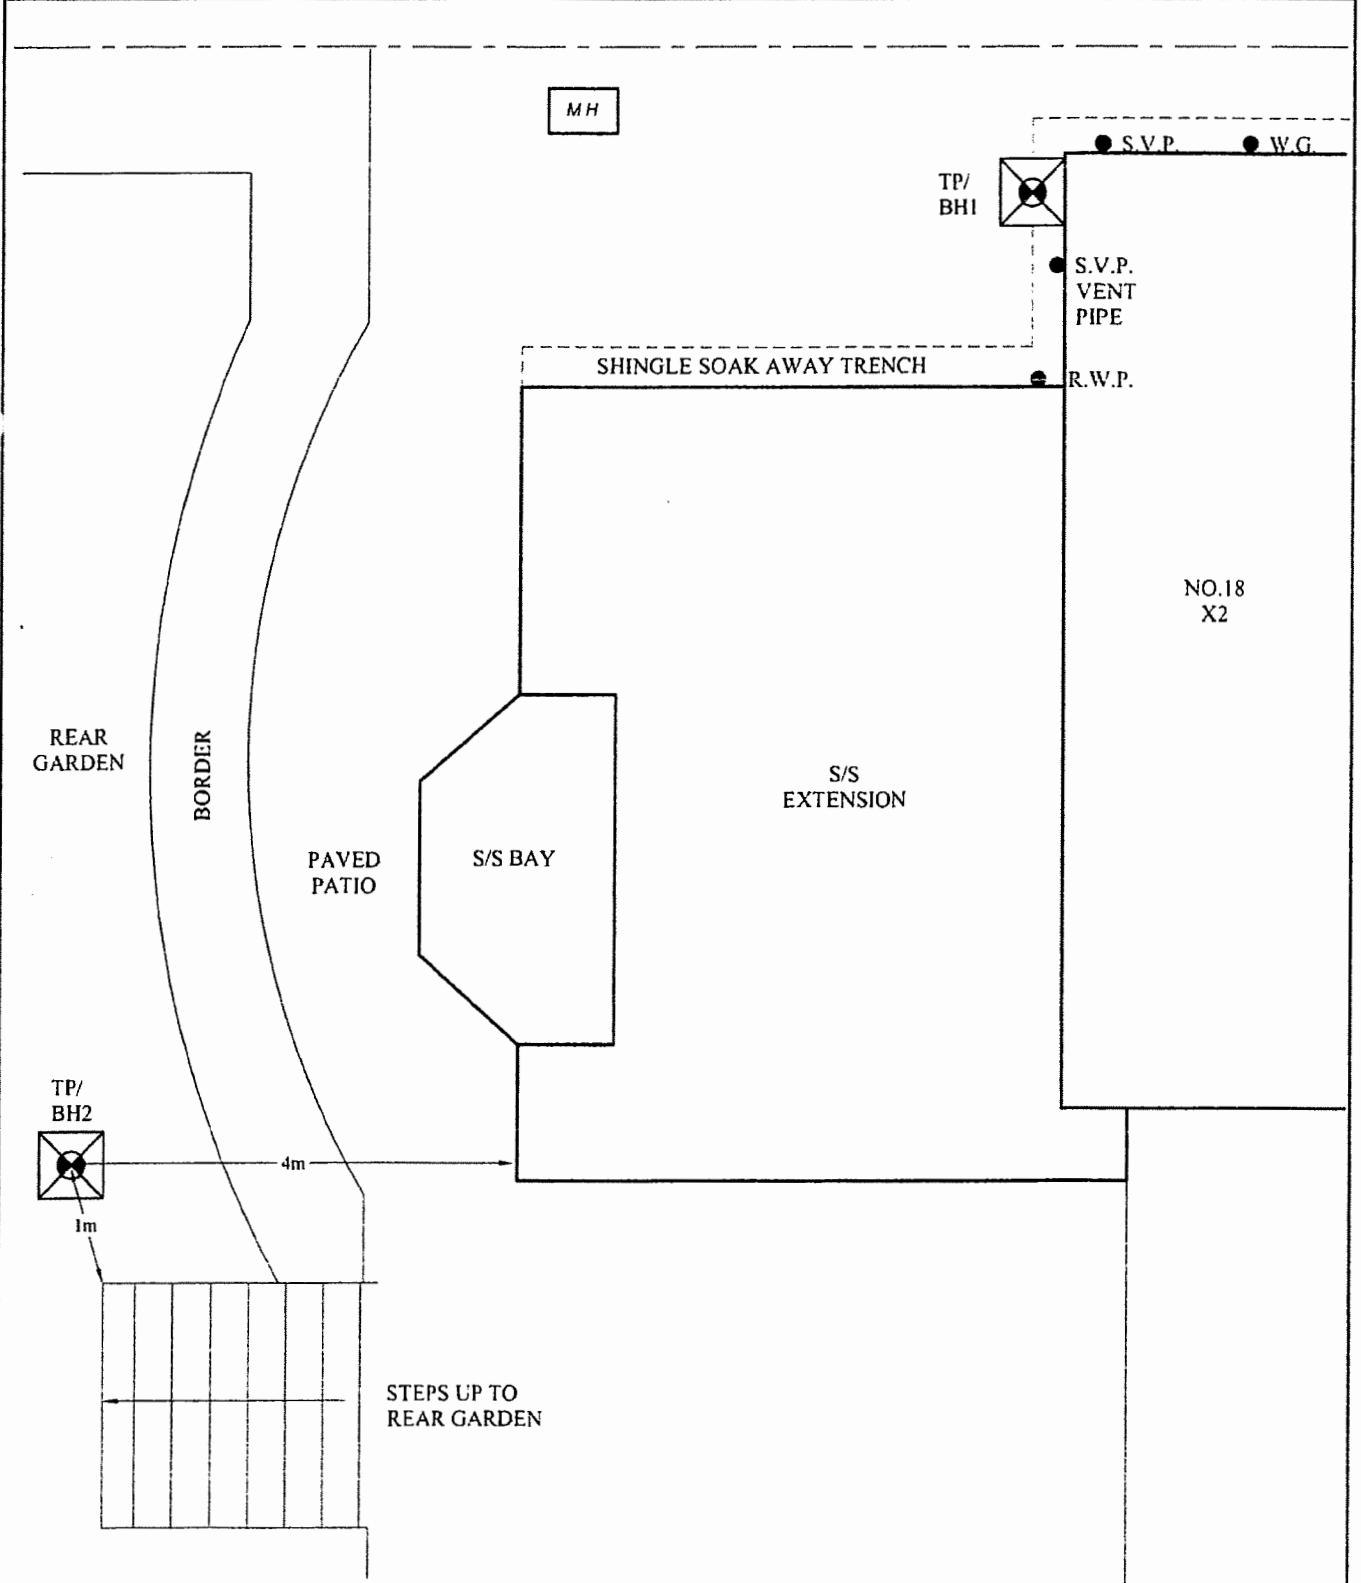 MH
S.V.P.
W.G.
TP/
BH1
S.V.P.
VENT
PIPE
SHINGLE SOAK AWAY TRENCH
R.W.P.
NO.18
X2
REAR
GARDEN
BORDER
S/S
EXTENSION
PAVED
PATIO
S/S BAY
TP/
BH2
4m
1m
STEPS UP TO
REAR GARDEN